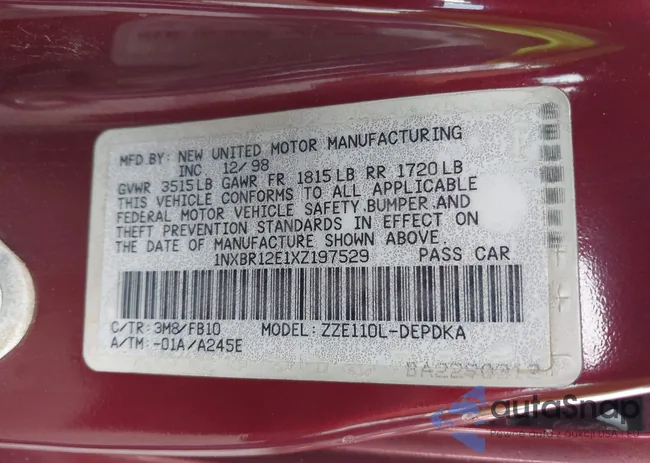 MFD.BY: NEW UNITED MOTOR MANUFACTURING
INC 12/98
GVWR 3515LB GAWR FR 1815LB RR 1720LB
THIS VEHICLE CONFORMS TO ALL APPLICABLE
FEDERAL MOTOR VEHICLE SAFETY,BUMPER,AND
THEFT PREVENTION STANDARDS IN EFFECT ON
THE DATE OF MANUFACTURE SHOWN ABOVE.
1NXBR12E1XZ197529 PASS CAR
C/TR: 3M8/FB10 MODEL: ZZE110L-DEPDKA
A/TM: -01A/A245E
autoSnap